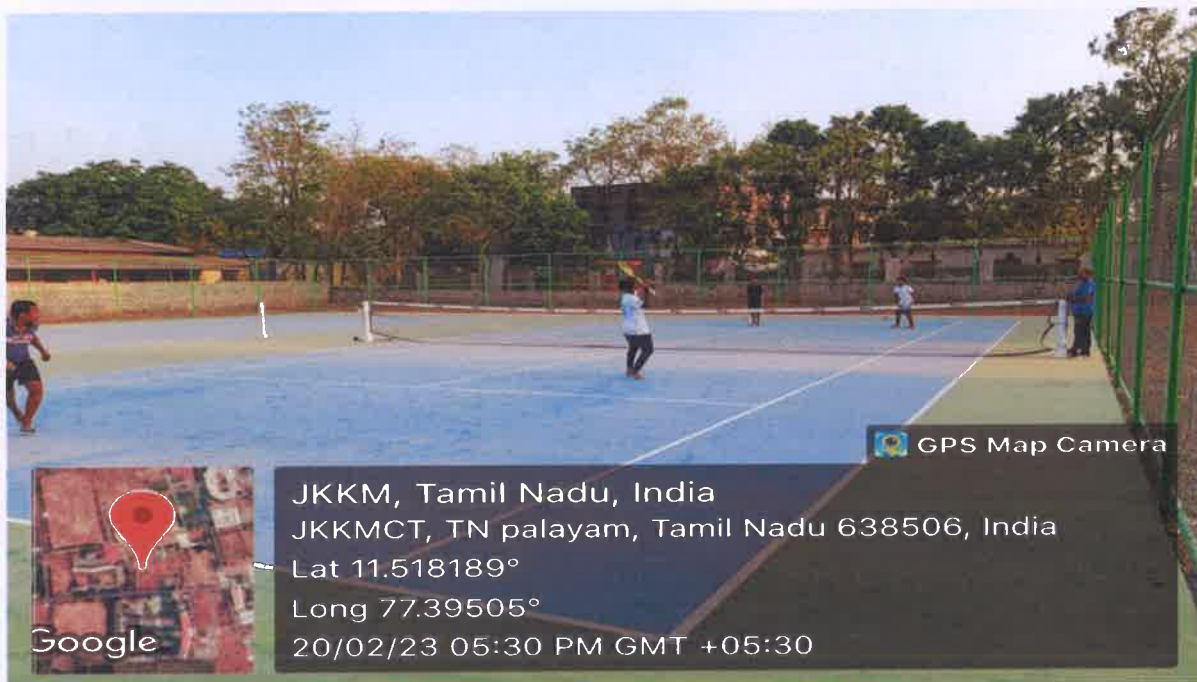 GPS Map Camera
JKKM, Tamil Nadu, India
JKKMCT, TN palayam, Tamil Nadu 638506, India
Lat 11.518189°
Long 77.39505°
20/02/23 05:30 PM GMT +05:30
Google